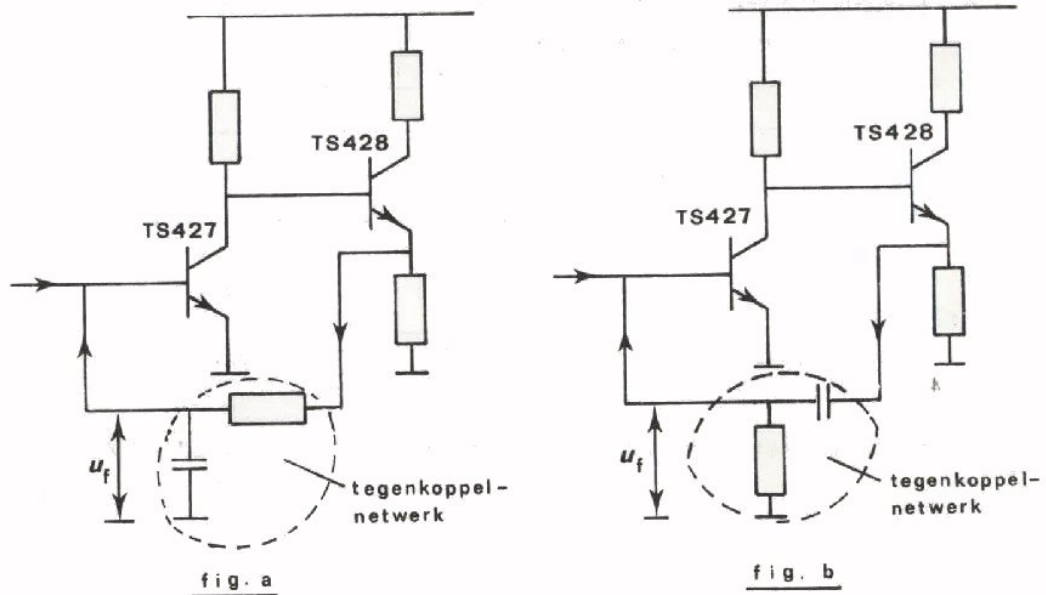 TS428
TS427
u_f
tegenkoppel-
netwerk
fig. a
TS428
TS427
u_f
tegenkoppel-
netwerk
fig. b